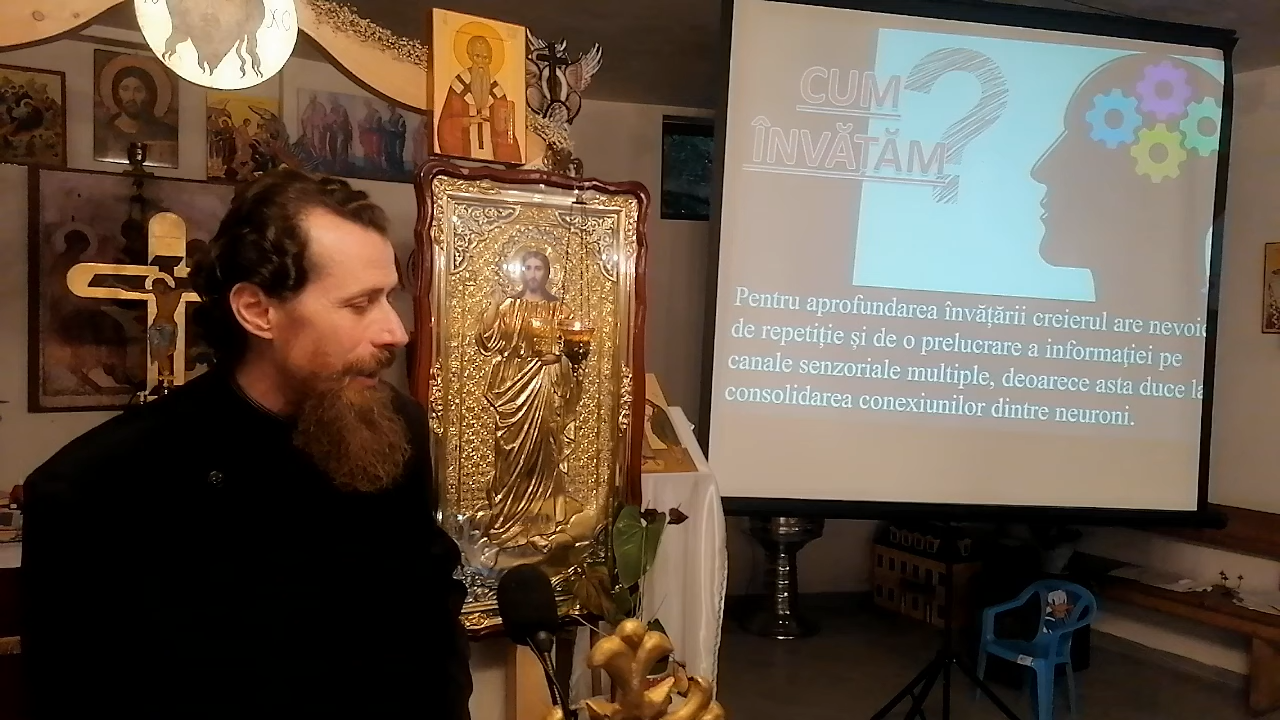 CUM
ÎNVĂȚĂM
?
Pentru aprofundarea învățării creierul are nevoie
de repetiție și de o prelucrare a informației pe
canale senzoriale multiple, deoarece asta duce la
consolidarea conexiunilor dintre neuroni.